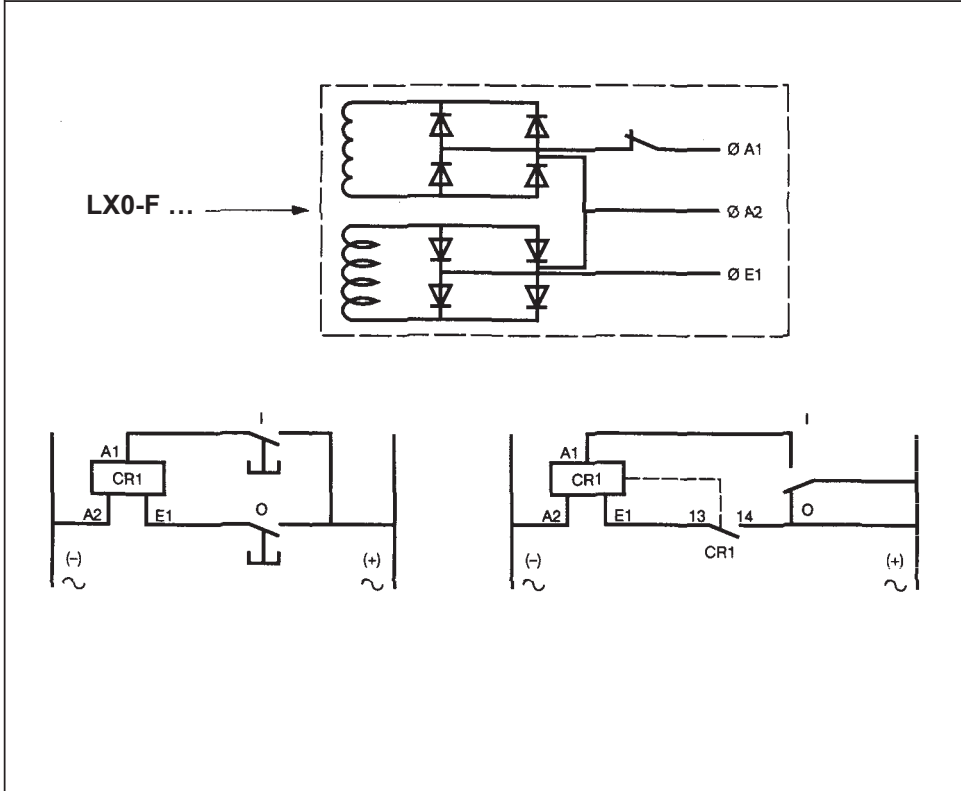 Ø A1
LX0-F ...
Ø A2
Ø E1
I
A1
CR1
O
A2
E1
(-)
(+)
I
A1
CR1
A2
E1
13
14
O
CR1
(-)
(+)